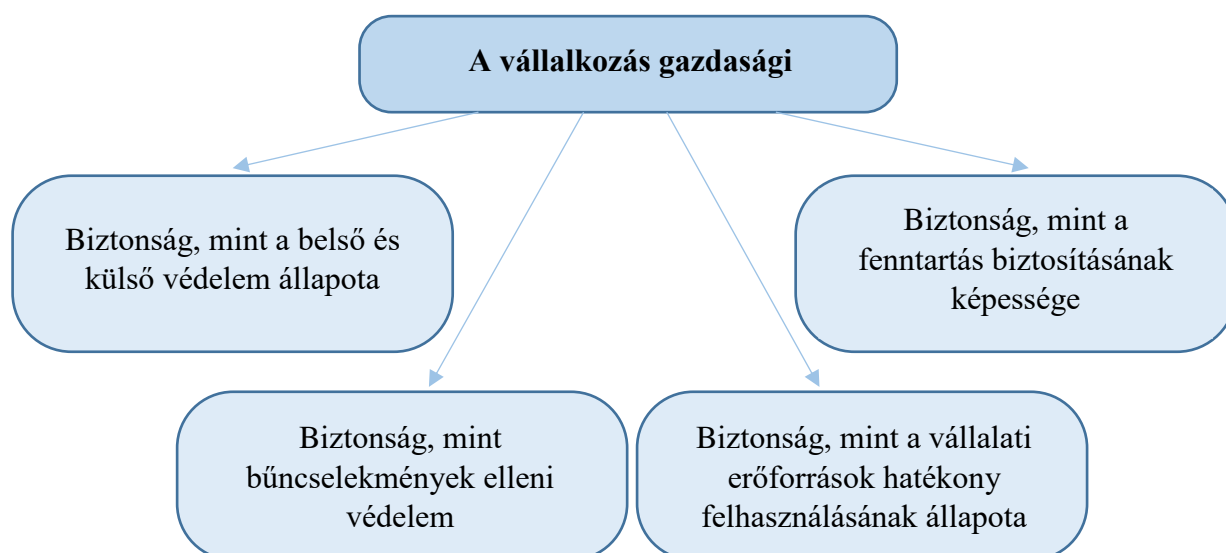 A vállalkozás gazdasági
Biztonság, mint a belső és
külső védelem állapota
Biztonság, mint a
fenntartás biztosításának
képessége
Biztonság, mint
bűncselekmények elleni
védelem
Biztonság, mint a vállalati
erőforrások hatékony
felhasználásának állapota